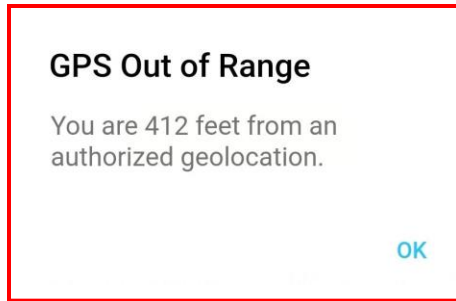 GPS Out of Range
You are 412 feet from an
authorized geolocation.
OK